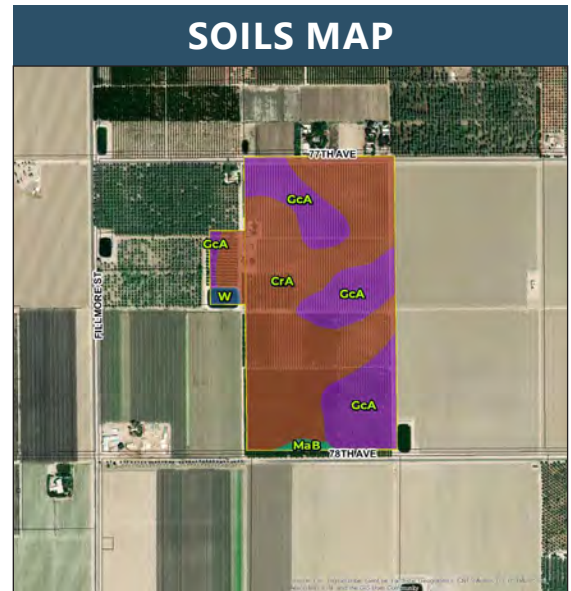 SOILS MAP
77TH AVE
GcA
GcA
W
CrA
GcA
FILLMORE ST
GcA
MaB
78TH AVE